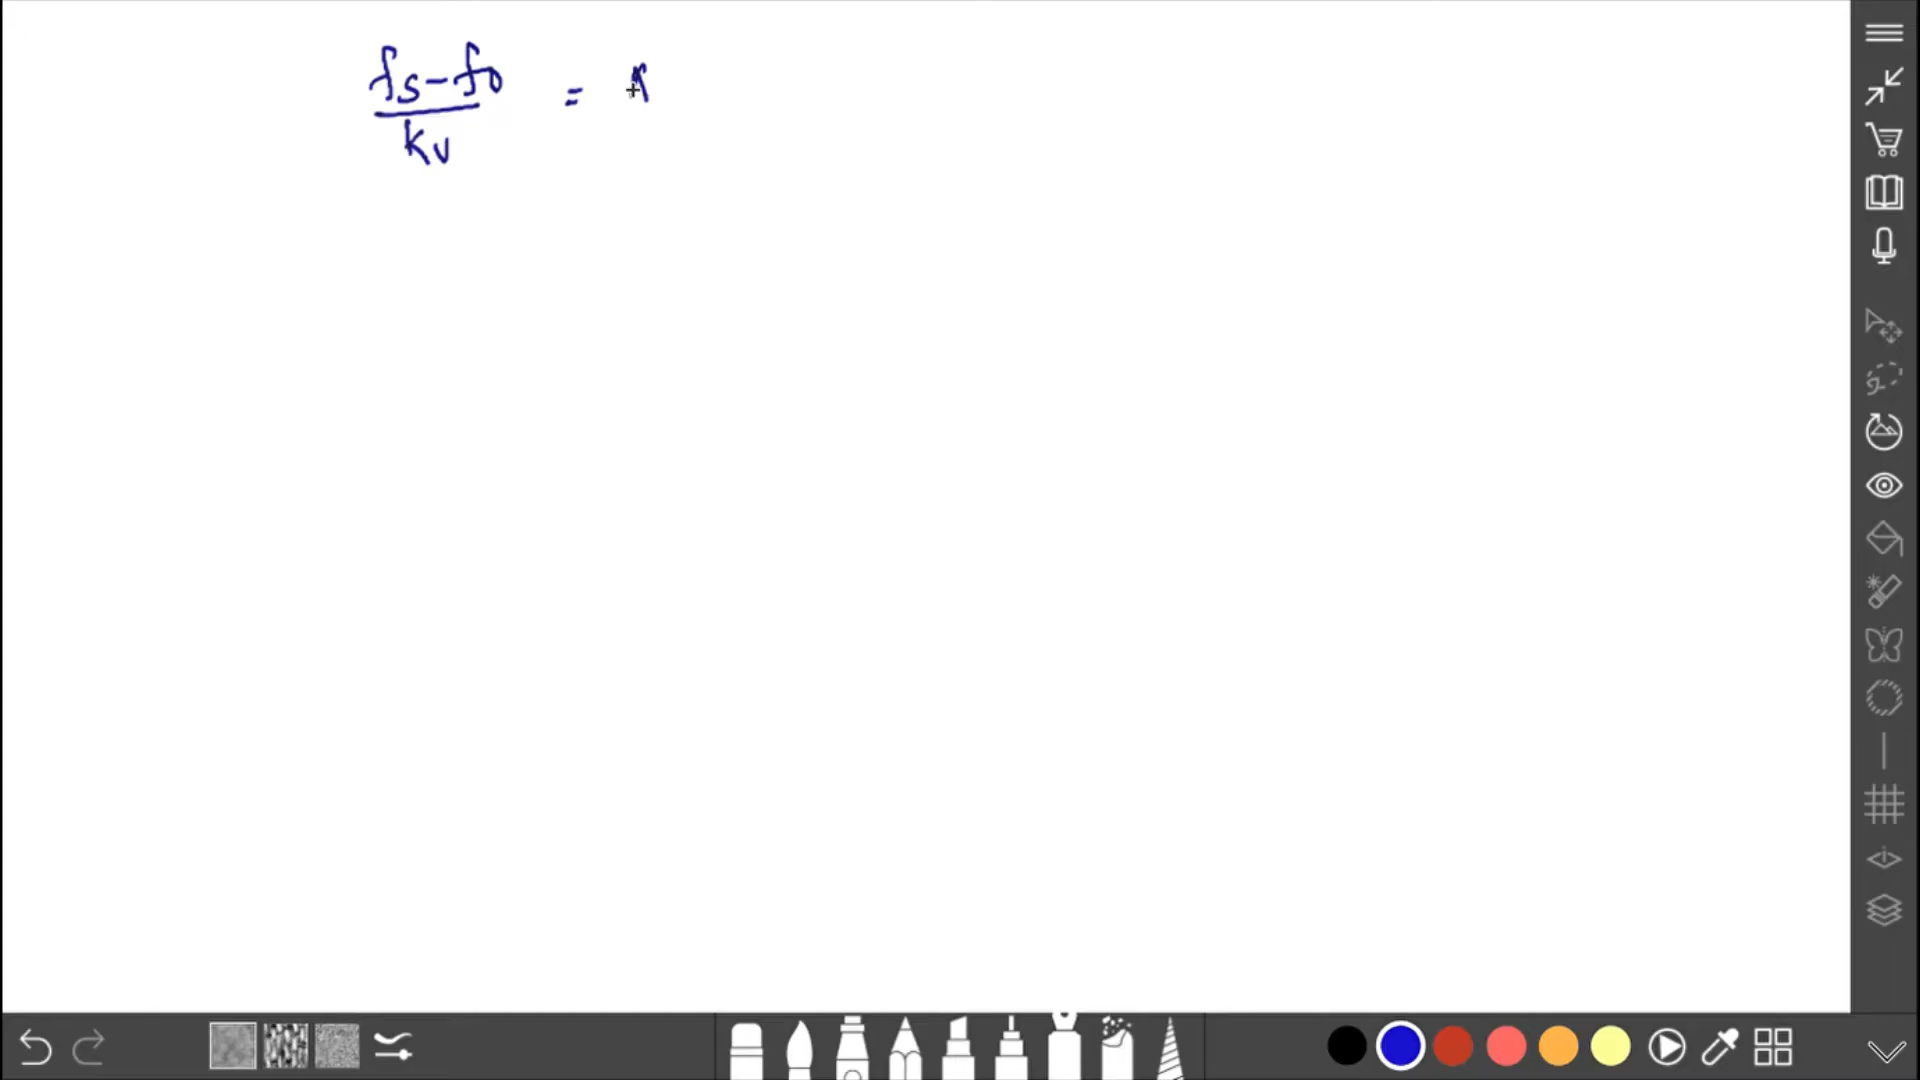 fs-fo =
kv